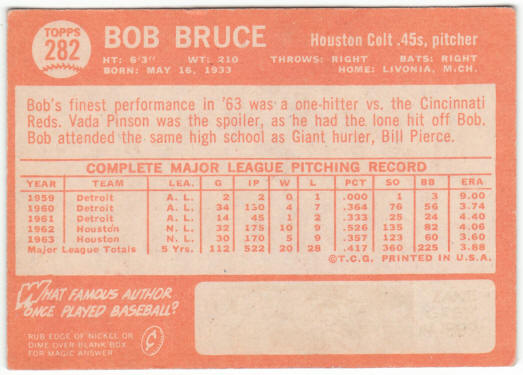 TOPPS
282
BOB BRUCE
Houston Colt .45s, pitcher
HT: 6'3" WT: 210 THROWS: RIGHT BATS: RIGHT
BORN: MAY 16, 1933 HOME: LIVONIA, M.CH.
Bob's finest performance in '63 was a one-hitter vs. the Cincinnati
Reds. Vada Pinson was the spoiler, as he had the lone hit off Bob.
Bob attended the same high school as Giant hurler, Bill Pierce.
COMPLETE MAJOR LEAGUE PITCHING RECORD
YEAR TEAM LEA. G IP W L PCT SO BB ERA
1959 Detroit A. L. 2 2 0 1 .000 1 3 9.00
1960 Detroit A. L. 34 130 4 7 .364 76 56 3.74
1961 Detroit A. L. 14 45 1 2 .333 25 24 4.40
1962 Houston N. L. 32 175 10 9 .526 135 82 4.06
1963 Houston N. L. 30 170 5 9 .357 123 60 3.60
Major League Totals 5 Yrs. 112 522 20 28 .417 360 225 3.88
©T.C.G. PRINTED IN U.S.A.
WHAT FAMOUS AUTHOR
ONCE PLAYED BASEBALL?
RUB EDGE OF NICKEL OR
DIME OVER BLANK BOX
FOR MAGIC ANSWER